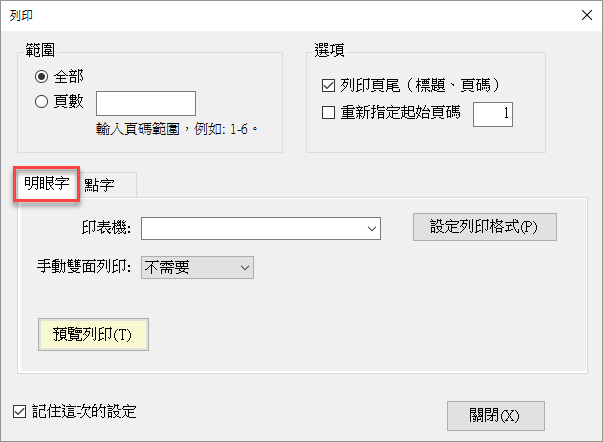 列印
範圍
全部
頁數
輸入頁碼範圍，例如: 1-6。
選項
列印頁尾（標題、頁碼）
重新指定起始頁碼 1
明眼字 點字
印表機: 設定列印格式(P)
手動雙面列印: 不需要
預覽列印(T)
記住這次的設定
關閉(X)